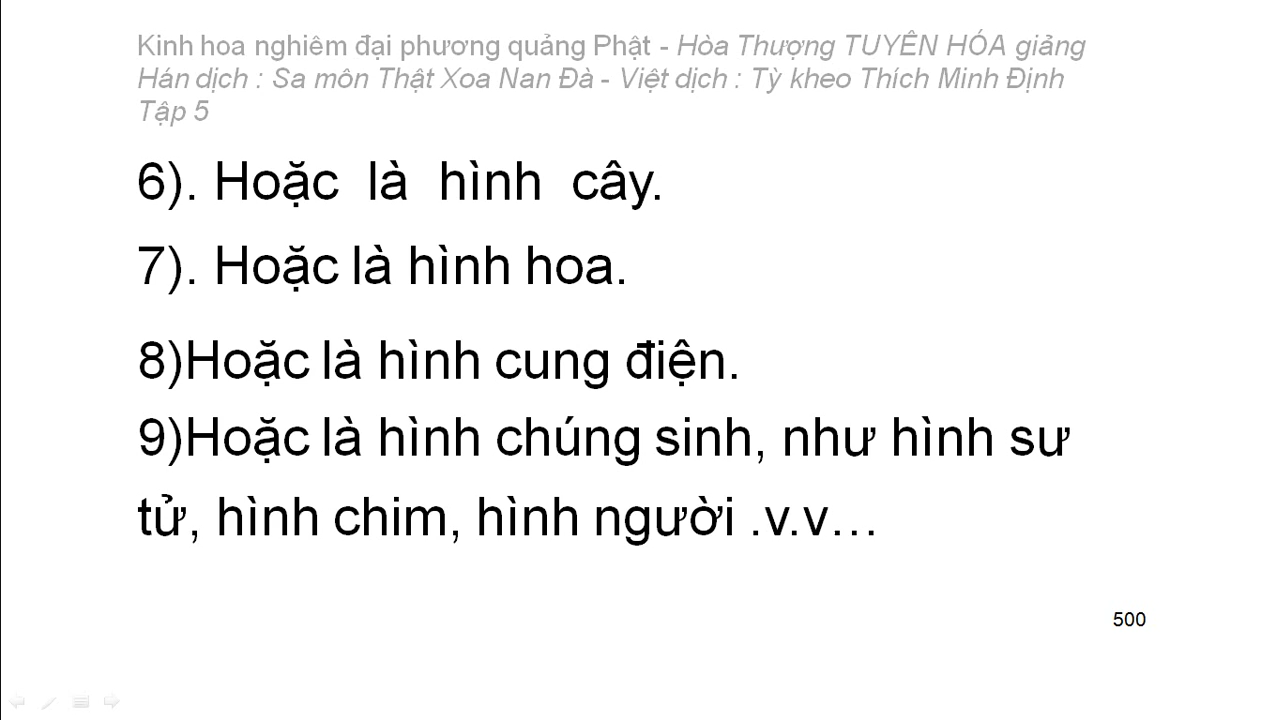 Kinh hoa nghiêm đại phương quảng Phật - Hòa Thượng TUYÊN HÓA giảng
Hán dịch : Sa môn Thật Xoa Nan Đà - Việt dịch : Tỳ kheo Thích Minh Định
Tập 5
6). Hoặc là hình cây.
7). Hoặc là hình hoa.
8)Hoặc là hình cung điện.
9)Hoặc là hình chúng sinh, như hình sư
tử, hình chim, hình người .v.v…
500